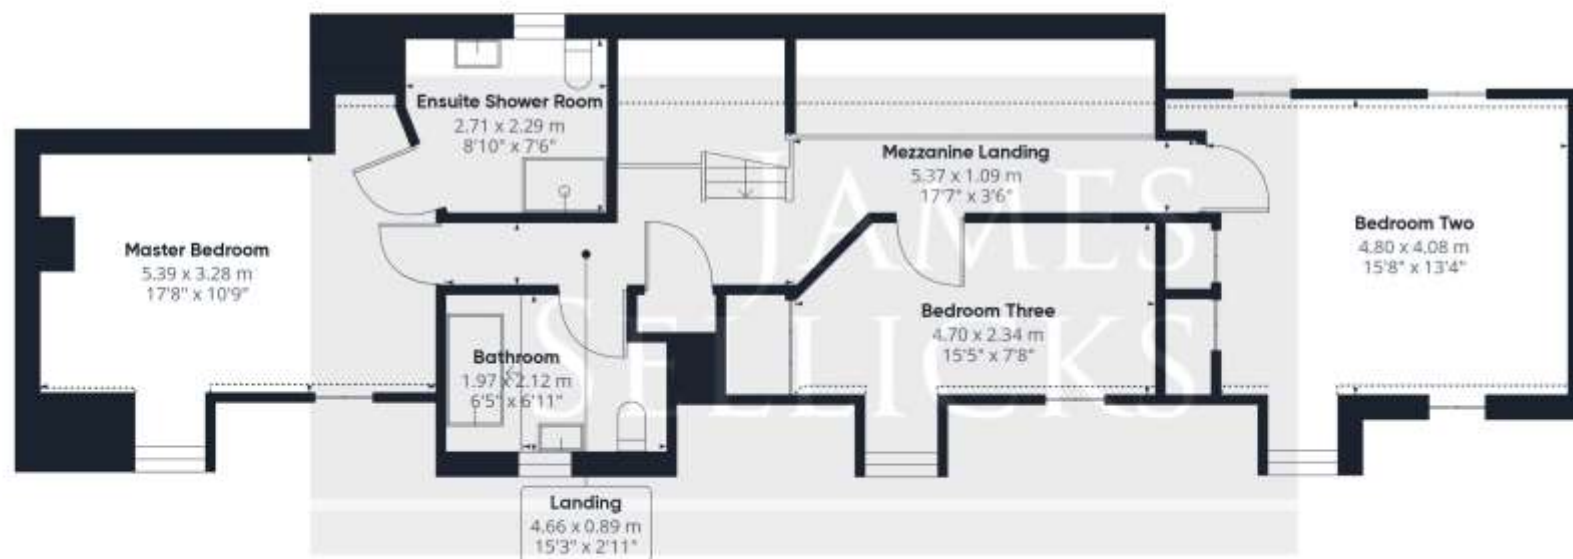 Ensuite Shower Room
2.71 x 2.29 m
8'10" x 7'6"
Mezzanine Landing
5.37 x 1.09 m
17'7" x 3'6"
Master Bedroom
5.39 x 3.28 m
17'8" x 10'9"
Bedroom Two
4.80 x 4.08 m
15'8" x 13'4"
Bedroom Three
4.70 x 2.34 m
15'5" x 7'8"
Bathroom
1.97 x 2.12 m
6'5" x 6'11"
Landing
4.66 x 0.89 m
15'3" x 2'11"
JAMES
SELLICKS